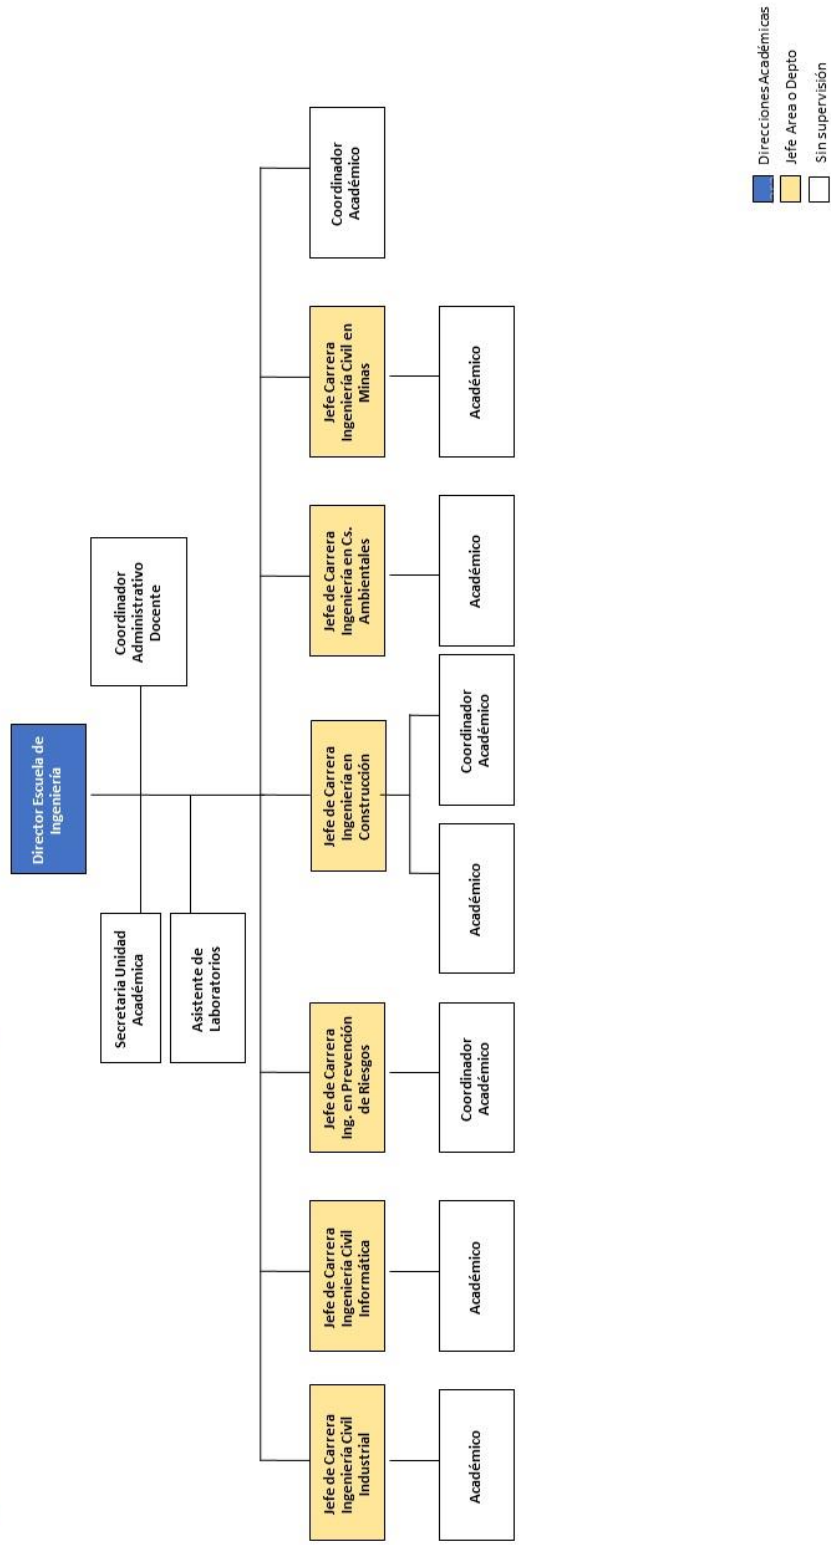 Director Escuela de
Ingeniería
Secretaria Unidad
Académica
Coordinador
Administrativo
Docente
Asistente de
Laboratorios
Jefe de Carrera
Ingeniería Civil
Industrial
Jefe de Carrera
Ingeniería Civil
Informática
Jefe de Carrera
Ing. en Prevención
de Riesgos
Jefe de Carrera
Ingeniería en
Construcción
Jefe de Carrera
Ingeniería en Cs.
Ambientales
Jefe Carrera
Ingeniería Civil en
Minas
Coordinador
Académico
Académico
Académico
Coordinador
Académico
Académico
Coordinador
Académico
Académico
Académico
Direcciones Académicas
Jefe Area o Depto
Sin supervisión